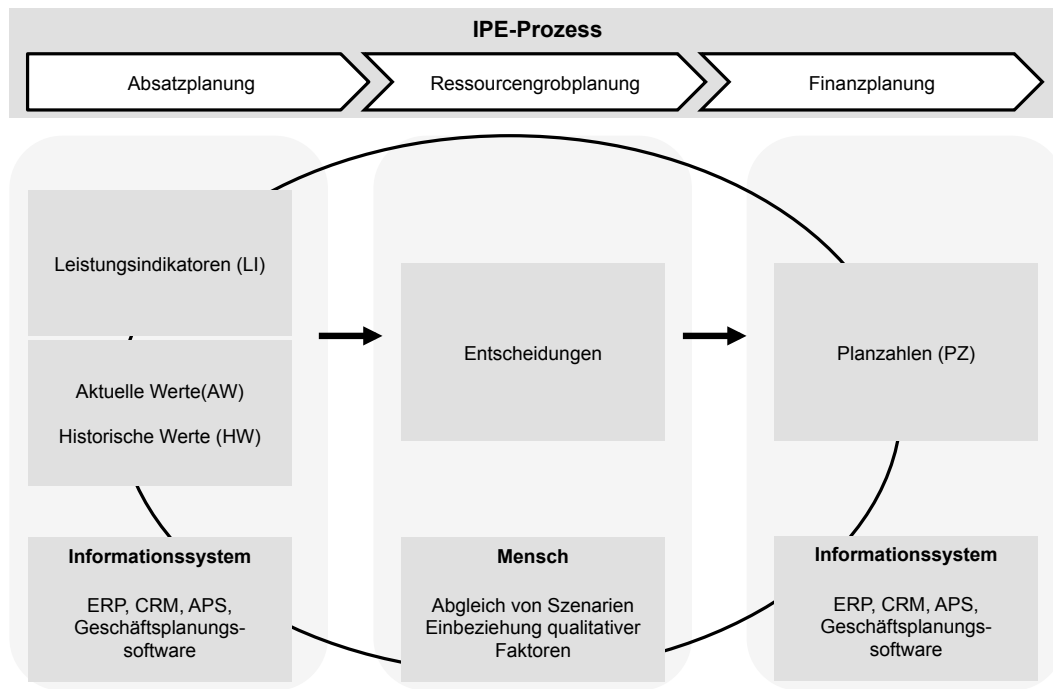 IPE-Prozess
Absatzplanung
Ressourcengrobplanung
Finanzplanung
Leistungsindikatoren (LI)
Aktuelle Werte(AW)
Historische Werte (HW)
Entscheidungen
Planzahlen (PZ)
Informationssystem
ERP, CRM, APS,
Geschäftsplanungs-
software
Mensch
Abgleich von Szenarien
Einbeziehung qualitativer
Faktoren
Informationssystem
ERP, CRM, APS,
Geschäftsplanungs-
software